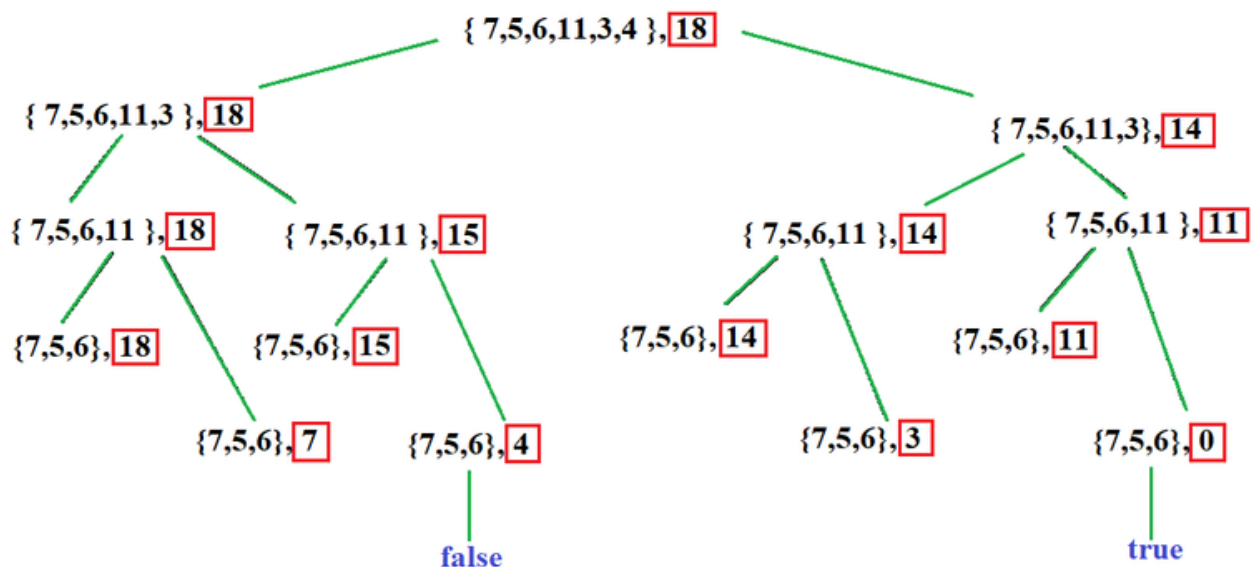 { 7,5,6,11,3,4 }, 18
{ 7,5,6,11,3 }, 18
{ 7,5,6,11,3}, 14
{ 7,5,6,11 }, 18
{ 7,5,6,11 }, 15
{ 7,5,6,11 }, 14
{ 7,5,6,11 }, 11
{7,5,6}, 18
{7,5,6}, 15
{7,5,6}, 14
{7,5,6}, 11
{7,5,6}, 7
{7,5,6}, 4
{7,5,6}, 3
{7,5,6}, 0
false
true